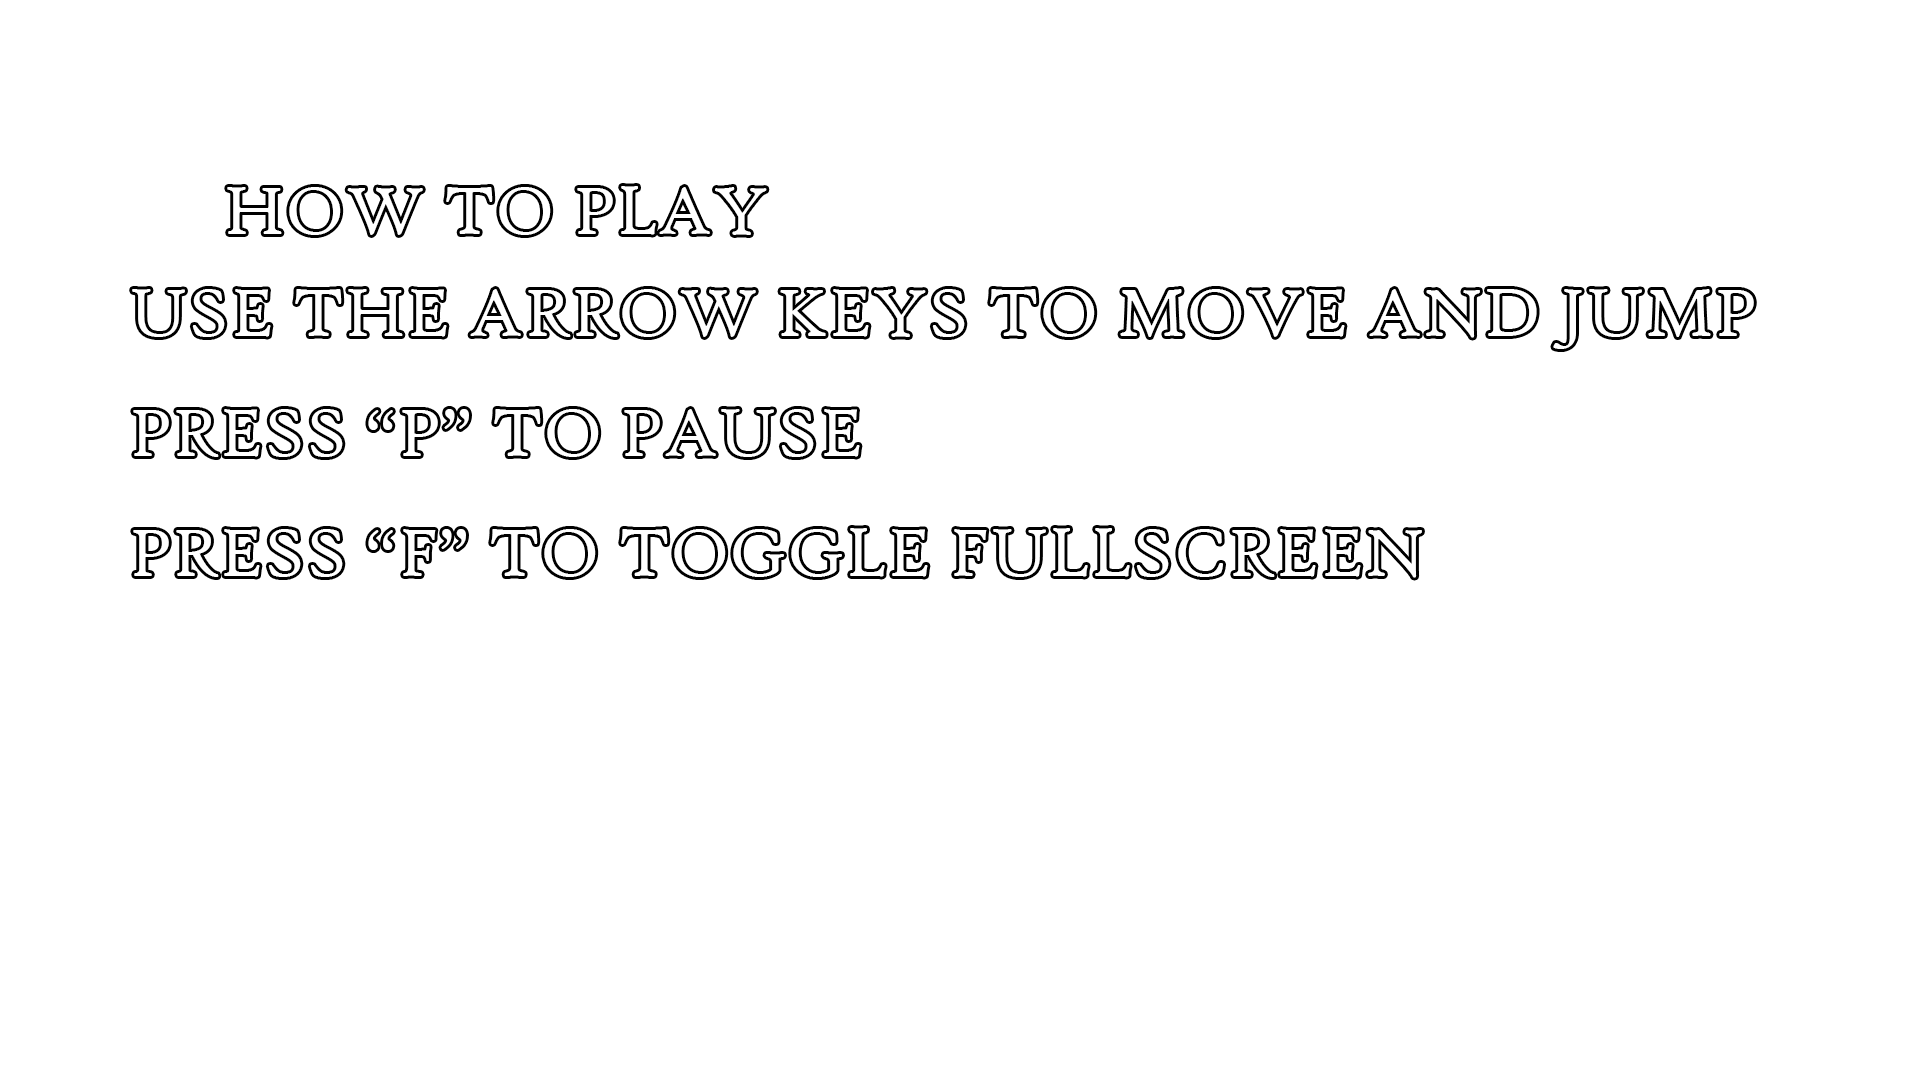 HOW TO PLAY
USE THE ARROW KEYS TO MOVE AND JUMP
PRESS “P” TO PAUSE
PRESS “F” TO TOGGLE FULLSCREEN